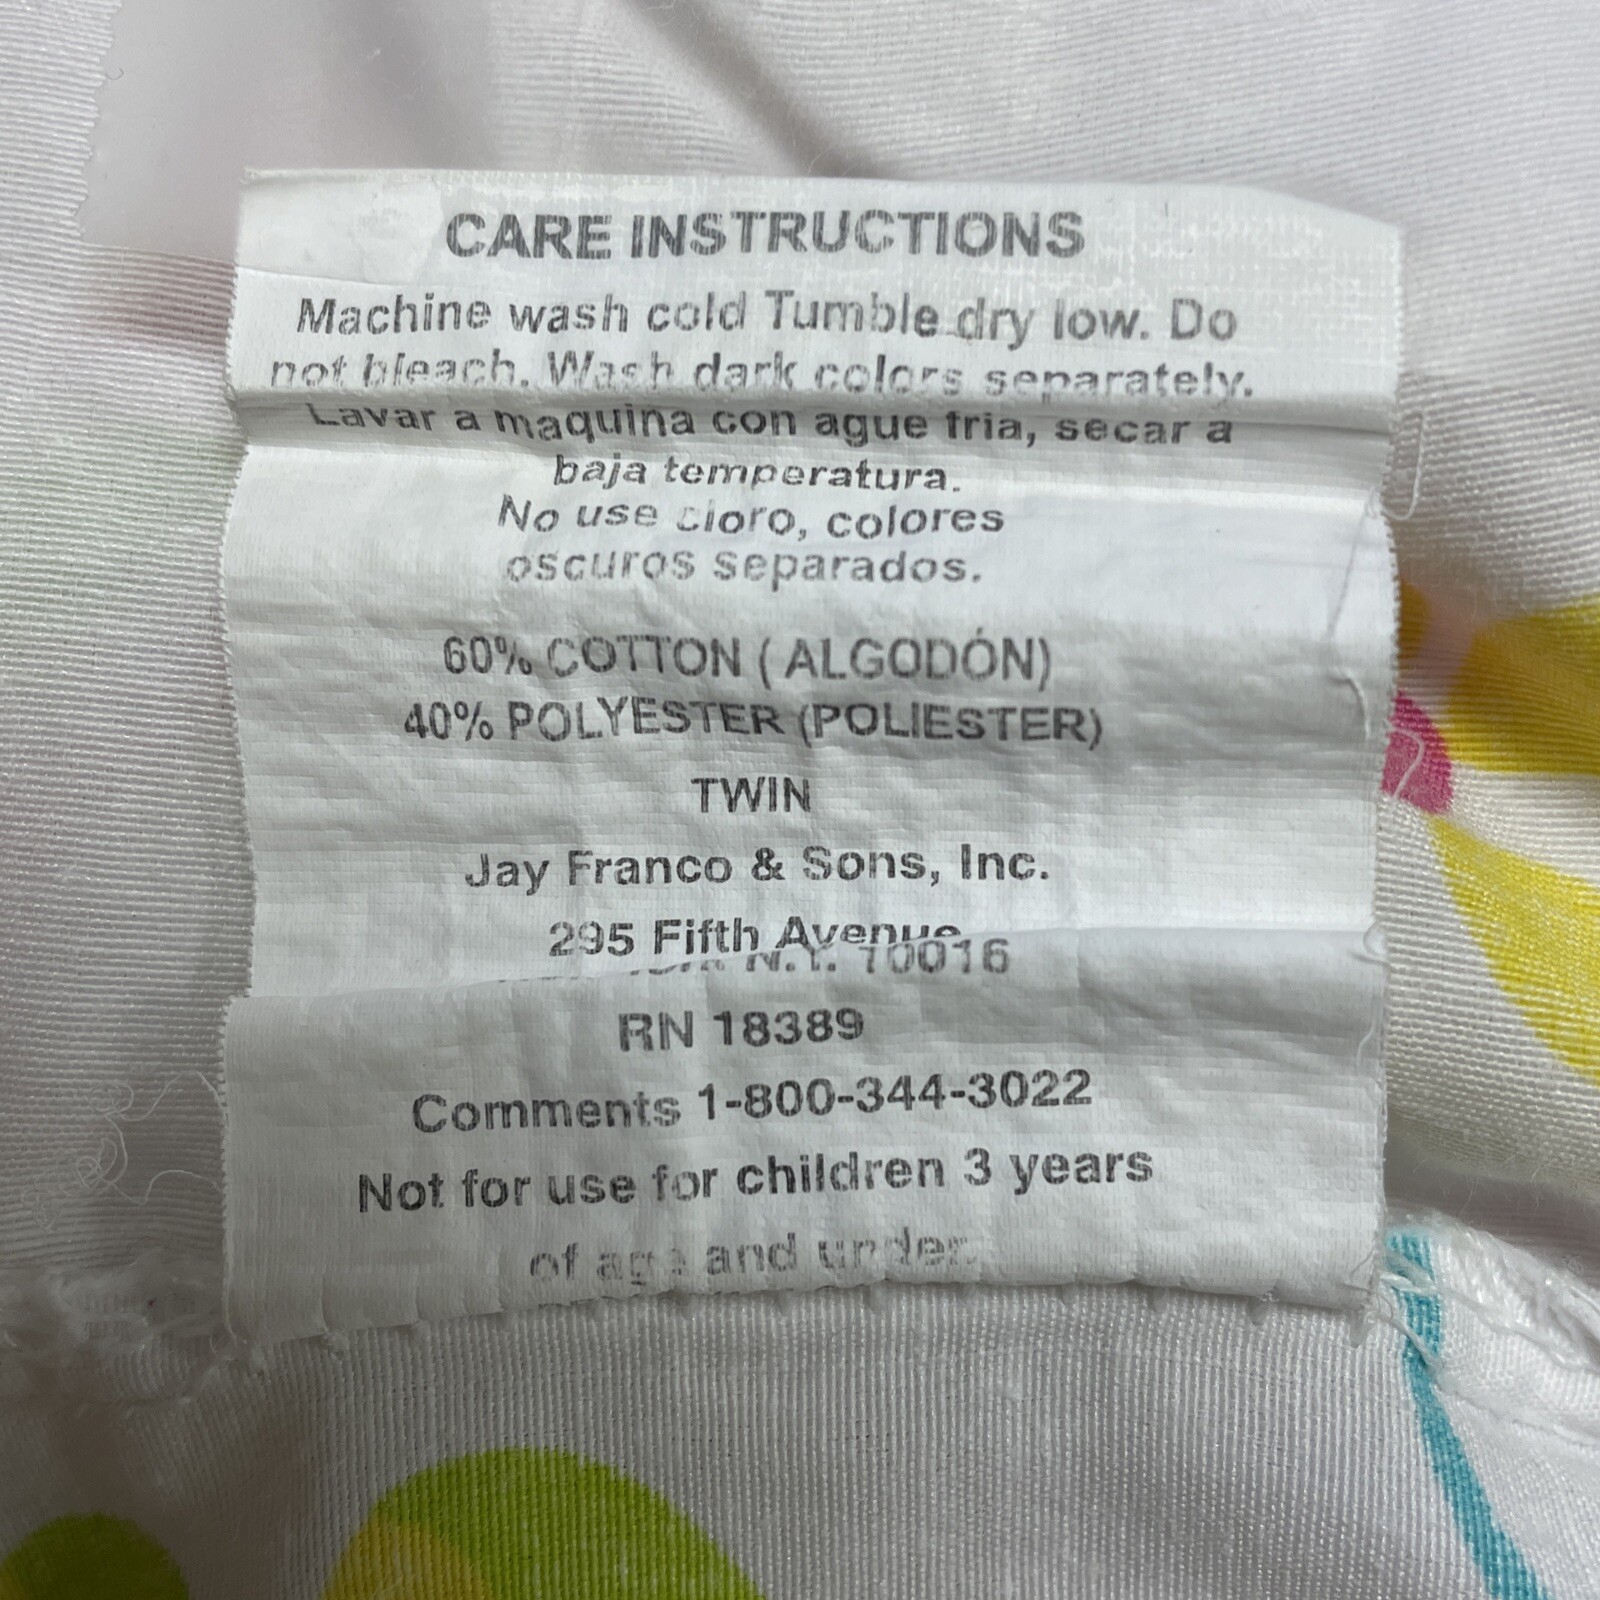 CARE INSTRUCTIONS
Machine wash cold Tumble dry low. Do
not bleach. Wash dark colors separately.
Lavar a maquina con ague fria, secar a
baja temperatura.
No use cloro, colores
oscuros separados.
60% COTTON ( ALGODÓN)
40% POLYESTER (POLIESTER)
TWIN
Jay Franco & Sons, Inc.
295 Fifth Avenue
N.Y. 10016
RN 18389
Comments 1-800-344-3022
Not for use for children 3 years
of age and under.